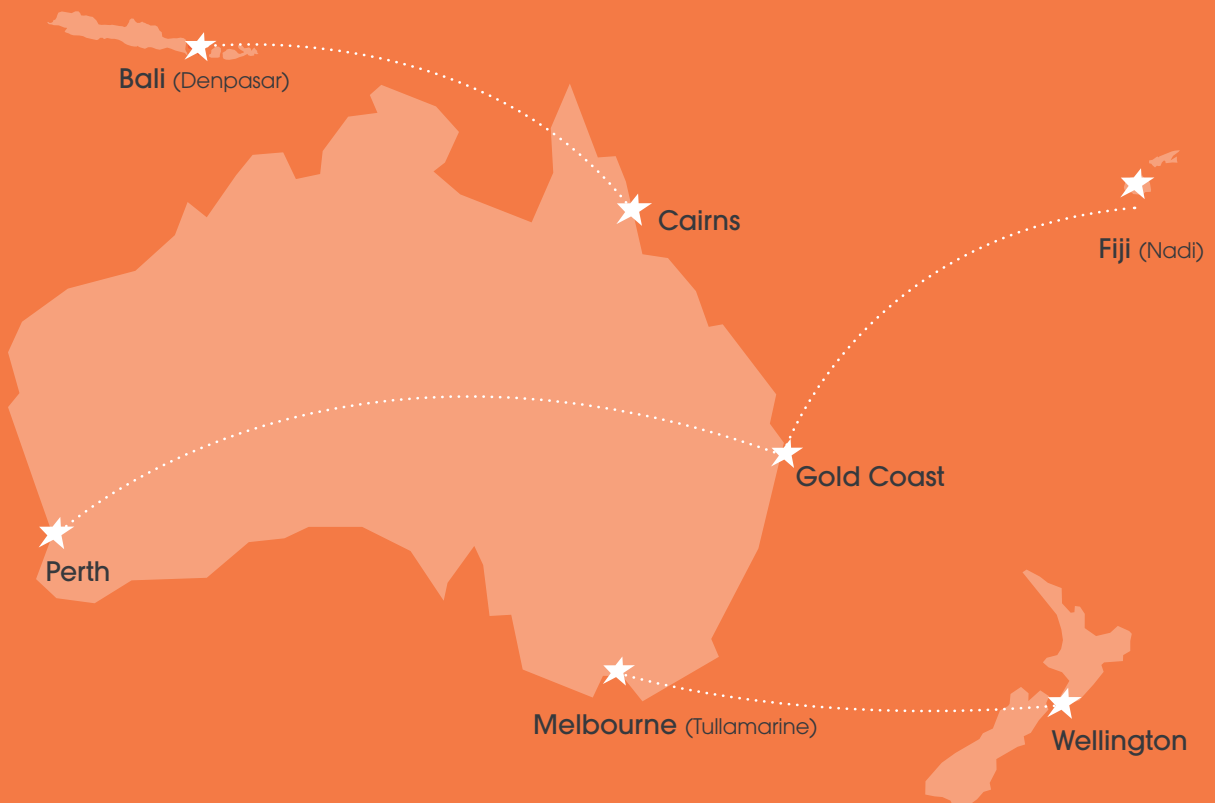 Bali (Denpasar)
Cairns
Fiji (Nadi)
Gold Coast
Perth
Melbourne (Tullamarine)
Wellington